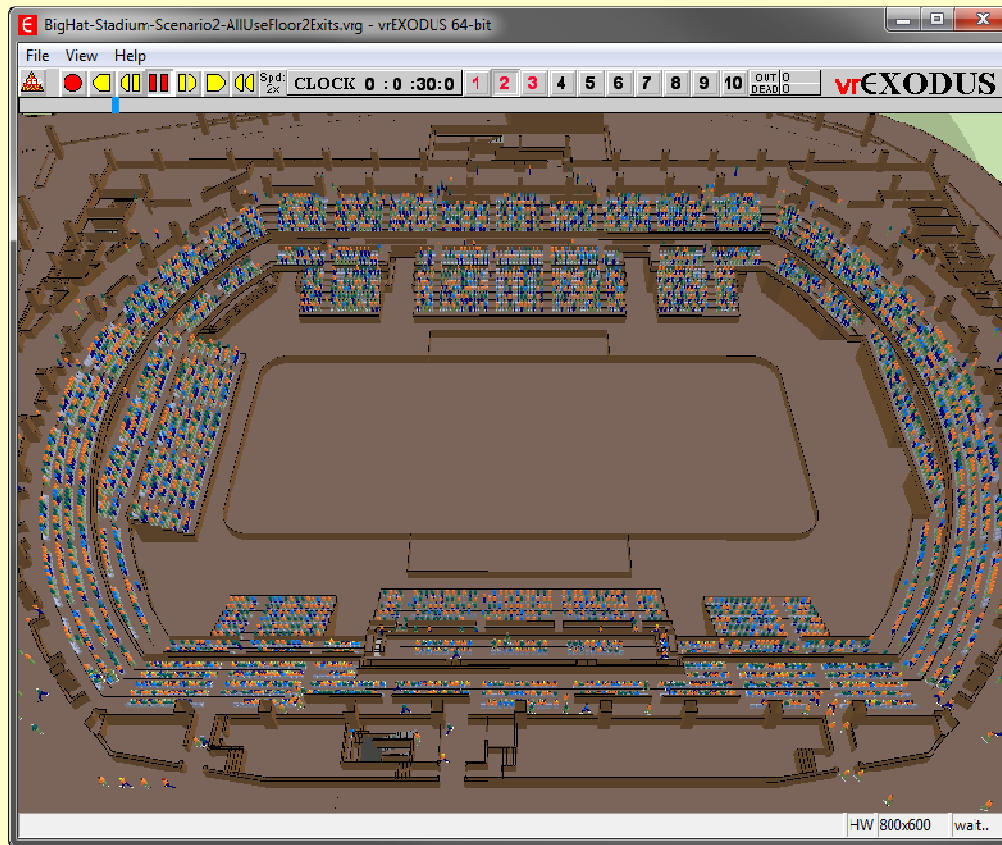 BigHat-Stadium-Scenario2-AllUseFloor2Exits.vrg - vrEXODUS 64-bit
File View Help
Spd: 2x CLOCK 0 : 0 :30:0 1 2 3 4 5 6 7 8 9 10 OUT 0 DEAD 0 vrEXODUS
HW 800x600 wait..